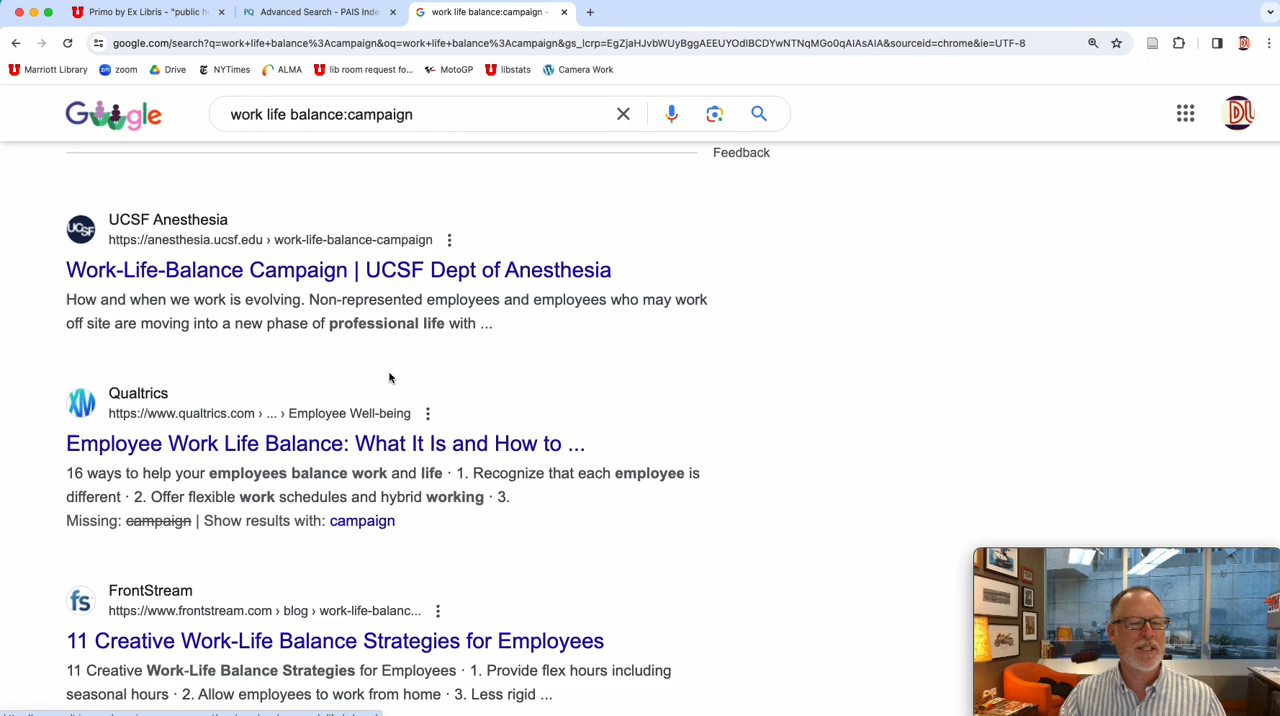 Primo by Ex Libris - "public h
Advanced Search - PAIS Inde
work life balance:campaign -
google.com/search?q=work+life+balance%3Acampaign&oq=work+life+balance%3Acampaign&gs_lcrp=EgZjaHJvbWUyBggAEEUYOdIBCDYwNTNqMGo0qAIAsAIA&sourceid=chrome&ie=UTF-8
Marriott Library
zoom
Drive
NYTimes
ALMA
lib room request fo...
MotoGP
libstats
Camera Work
Google
work life balance:campaign
DL
Feedback
UCSF
UCSF Anesthesia
https://anesthesia.ucsf.edu › work-life-balance-campaign
Work-Life-Balance Campaign | UCSF Dept of Anesthesia
How and when we work is evolving. Non-represented employees and employees who may work
off site are moving into a new phase of professional life with ...
XM
Qualtrics
https://www.qualtrics.com › ... › Employee Well-being
Employee Work Life Balance: What It Is and How to ...
16 ways to help your employees balance work and life · 1. Recognize that each employee is
different · 2. Offer flexible work schedules and hybrid working · 3.
Missing: campaign | Show results with: campaign
fs
FrontStream
https://www.frontstream.com › blog › work-life-balanc...
11 Creative Work-Life Balance Strategies for Employees
11 Creative Work-Life Balance Strategies for Employees · 1. Provide flex hours including
seasonal hours · 2. Allow employees to work from home · 3. Less rigid ...